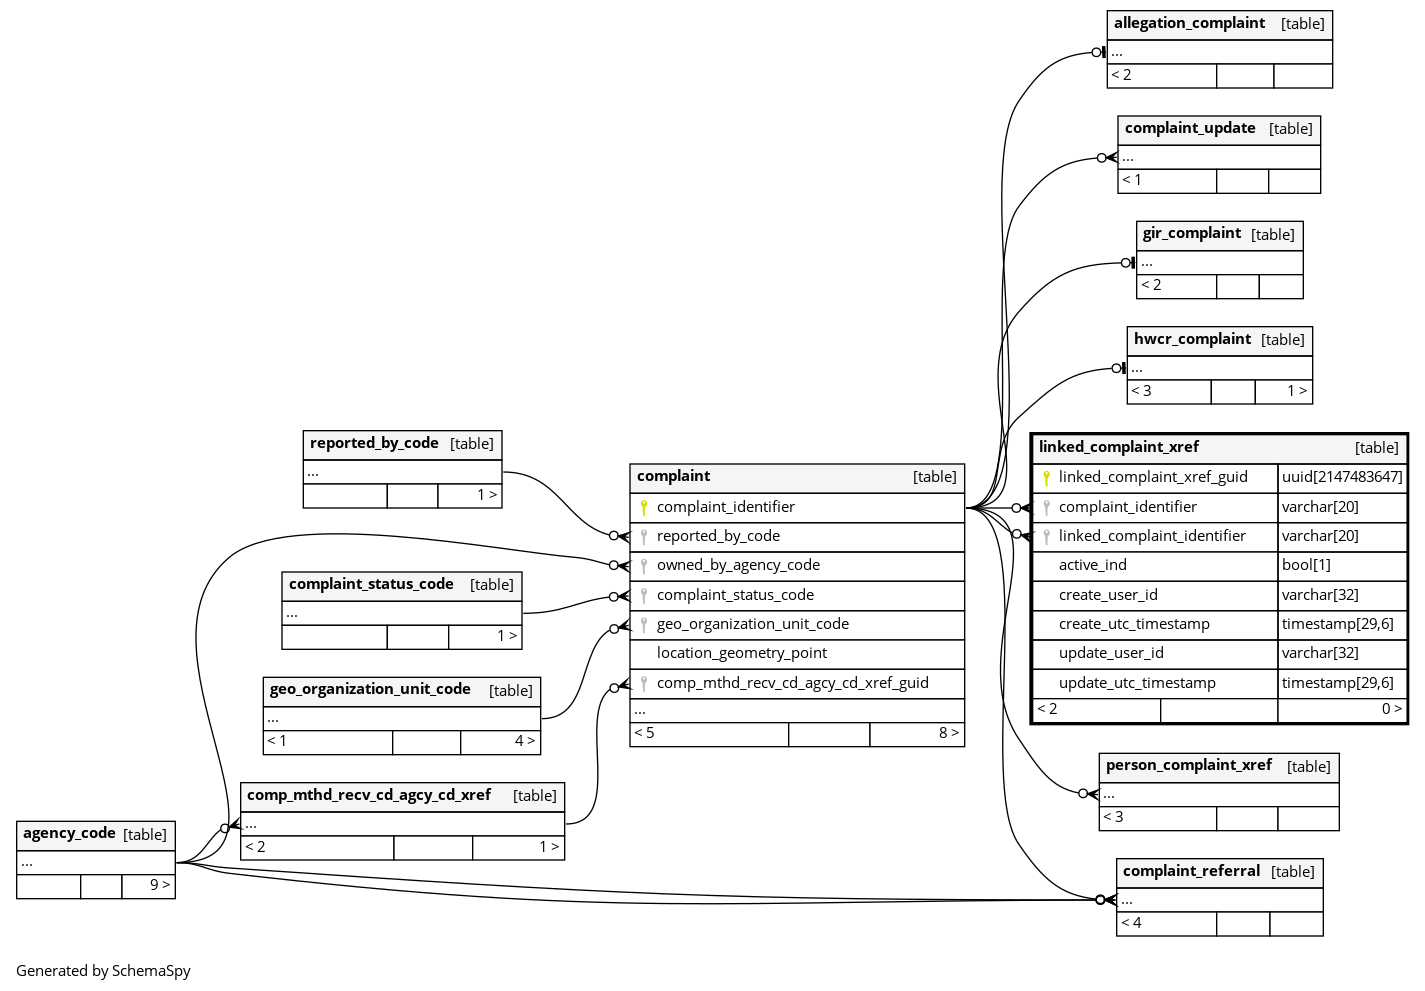 allegation_complaint [table]
...
< 2
complaint_update [table]
...
< 1
gir_complaint [table]
...
< 2
hwcr_complaint [table]
...
< 3 1 >
reported_by_code [table]
...
1 >
complaint_status_code [table]
...
1 >
geo_organization_unit_code [table]
...
< 1 4 >
comp_mthd_recv_cd_agcy_cd_xref [table]
...
< 2 1 >
agency_code [table]
...
9 >
complaint [table]
complaint_identifier
reported_by_code
owned_by_agency_code
complaint_status_code
geo_organization_unit_code
location_geometry_point
comp_mthd_recv_cd_agcy_cd_xref_guid
...
< 5 8 >
linked_complaint_xref [table]
linked_complaint_xref_guid uuid[2147483647]
complaint_identifier varchar[20]
linked_complaint_identifier varchar[20]
active_ind bool[1]
create_user_id varchar[32]
create_utc_timestamp timestamp[29,6]
update_user_id varchar[32]
update_utc_timestamp timestamp[29,6]
< 2 0 >
person_complaint_xref [table]
...
< 3
complaint_referral [table]
...
< 4
Generated by SchemaSpy